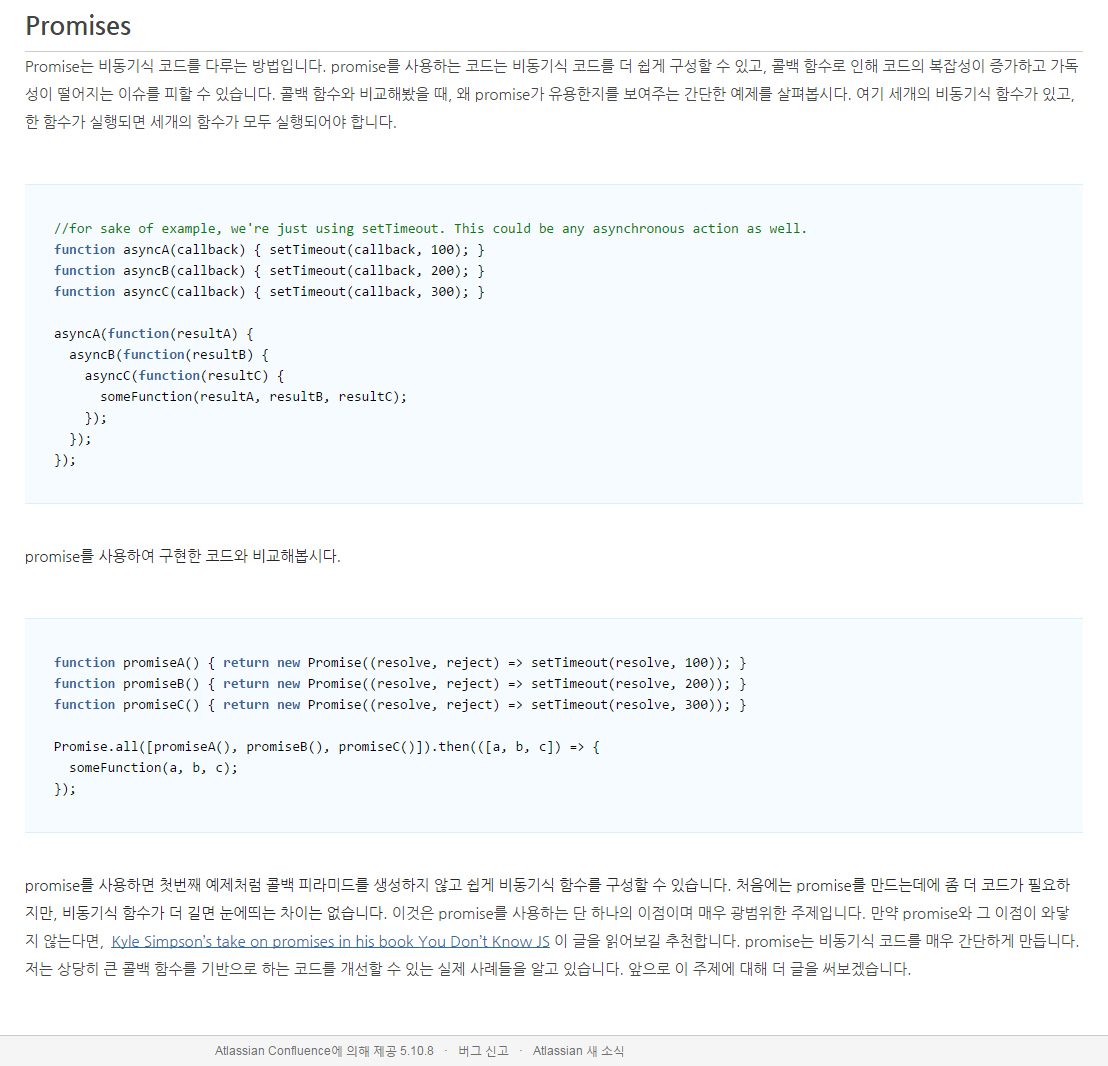 Promises
Promise는 비동기식 코드를 다루는 방법입니다. promise를 사용하는 코드는 비동기식 코드를 더 쉽게 구성할 수 있고, 콜백 함수로 인해 코드의 복잡성이 증가하고 가독
성이 떨어지는 이슈를 피할 수 있습니다. 콜백 함수와 비교해봤을 때, 왜 promise가 유용한지를 보여주는 간단한 예제를 살펴봅시다. 여기 세개의 비동기식 함수가 있고,
한 함수가 실행되면 세개의 함수가 모두 실행되어야 합니다.
//for sake of example, we're just using setTimeout. This could be any asynchronous action as well.
function asyncA(callback) { setTimeout(callback, 100); }
function asyncB(callback) { setTimeout(callback, 200); }
function asyncC(callback) { setTimeout(callback, 300); }
asyncA(function(resultA) {
  asyncB(function(resultB) {
    asyncC(function(resultC) {
      someFunction(resultA, resultB, resultC);
    });
  });
});
promise를 사용하여 구현한 코드와 비교해봅시다.
function promiseA() { return new Promise((resolve, reject) => setTimeout(resolve, 100)); }
function promiseB() { return new Promise((resolve, reject) => setTimeout(resolve, 200)); }
function promiseC() { return new Promise((resolve, reject) => setTimeout(resolve, 300)); }
Promise.all([promiseA(), promiseB(), promiseC()]).then(([a, b, c]) => {
  someFunction(a, b, c);
});
promise를 사용하면 첫번째 예제처럼 콜백 피라미드를 생성하지 않고 쉽게 비동기식 함수를 구성할 수 있습니다. 처음에는 promise를 만드는데에 좀 더 코드가 필요하
지만, 비동기식 함수가 더 길면 눈에띄는 차이는 없습니다. 이것은 promise를 사용하는 단 하나의 이점이며 매우 광범위한 주제입니다. 만약 promise와 그 이점이 와닿
지 않는다면, Kyle Simpson's take on promises in his book You Don't Know JS 이 글을 읽어보길 추천합니다. promise는 비동기식 코드를 매우 간단하게 만듭니다.
저는 상당히 큰 콜백 함수를 기반으로 하는 코드를 개선할 수 있는 실제 사례들을 알고 있습니다. 앞으로 이 주제에 대해 더 글을 써보겠습니다.
Atlassian Confluence에 의해 제공 5.10.8 · 버그 신고 · Atlassian 새 소식